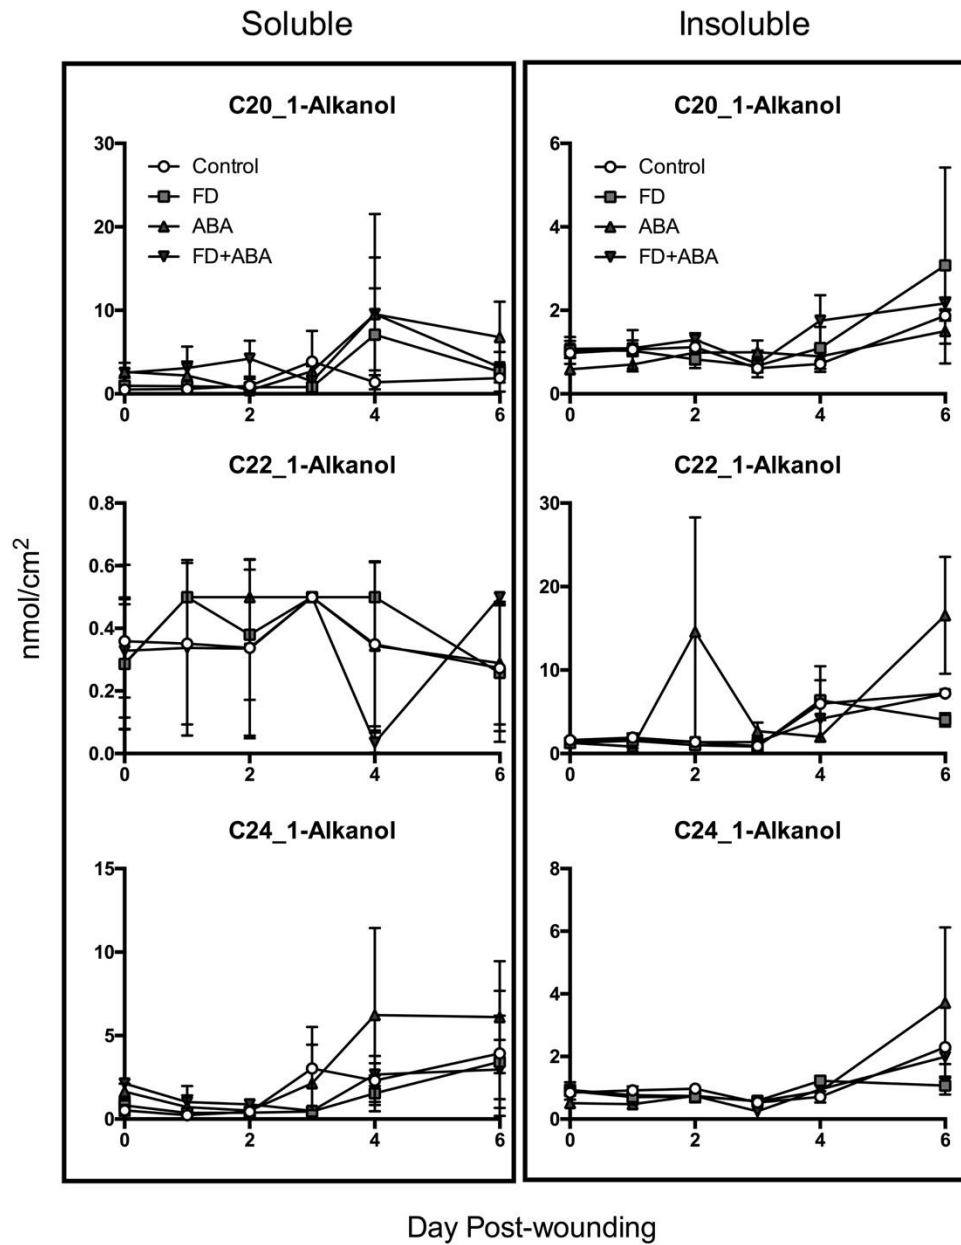 Soluble Insoluble
C20_1-Alkanol C20_1-Alkanol
30 6
Control Control
FD FD
20 4
ABA ABA
FD+ABA FD+ABA
10 2
0 0
0 2 4 6 0 2 4 6
C22_1-Alkanol C22_1-Alkanol
0.8 30
0.6 20
0.4
0.2 10
0.0 0
0 2 4 6 0 2 4 6
nmol/cm²
C24_1-Alkanol C24_1-Alkanol
15 8
10 6
4
5 2
0 0
0 2 4 6 0 2 4 6
Day Post-wounding